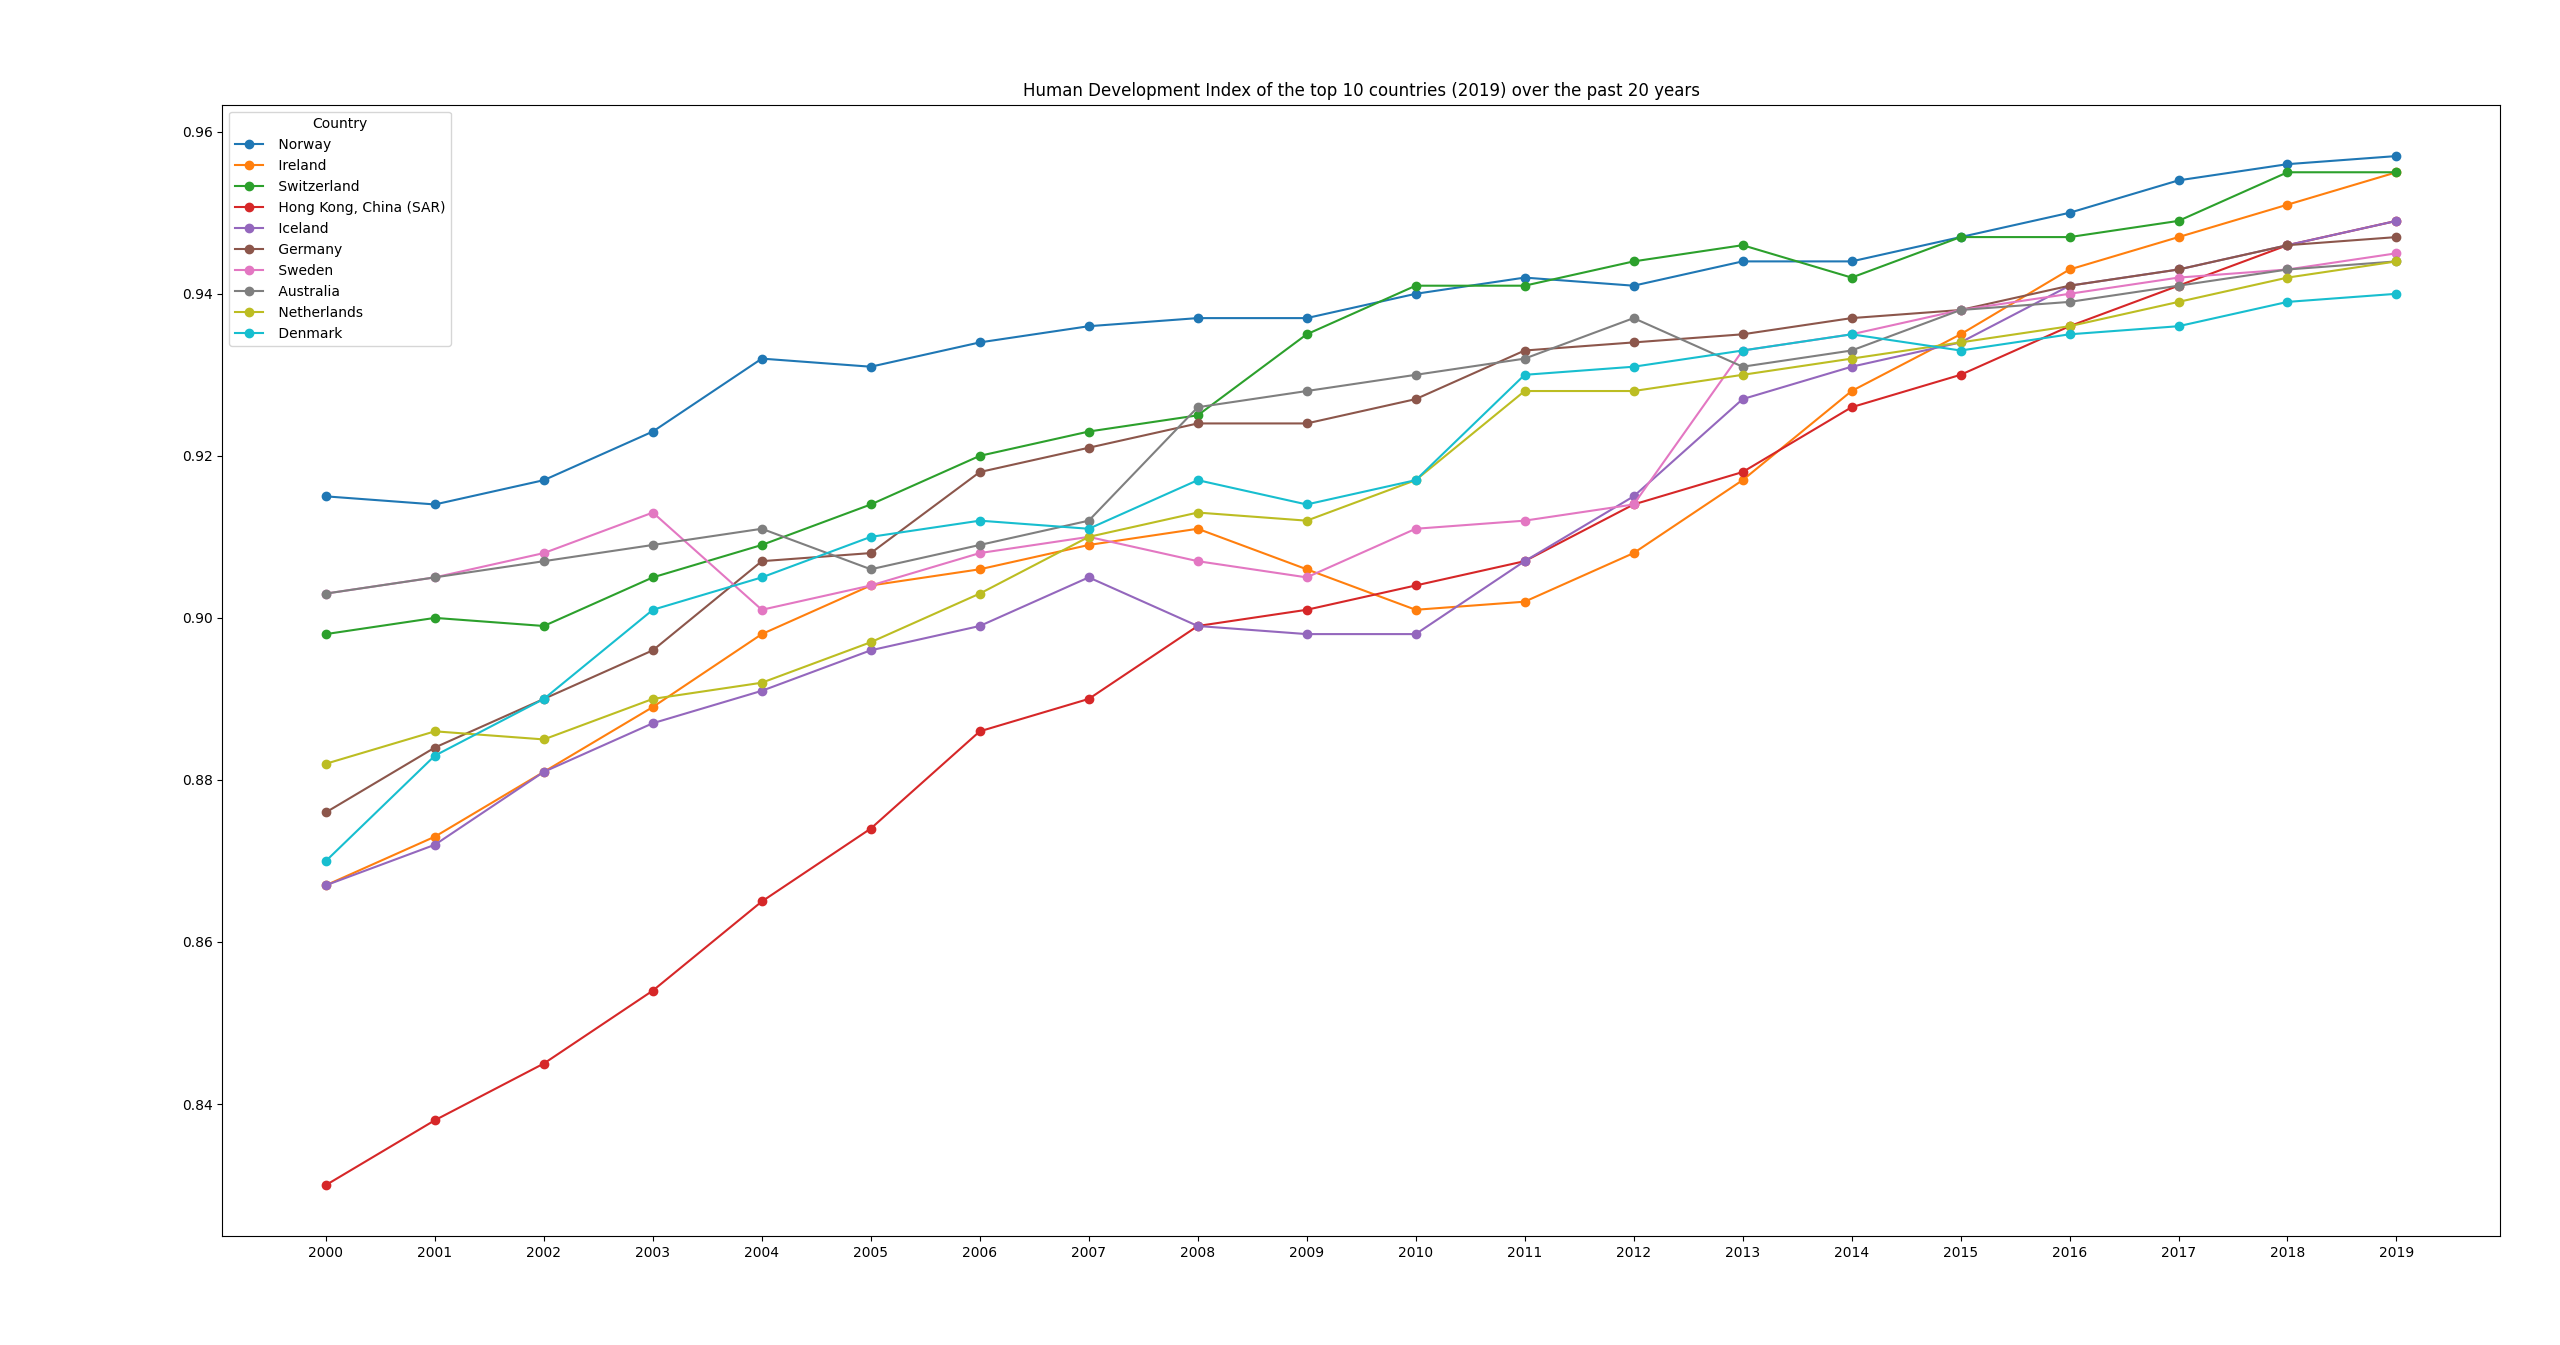 Human Development Index of the top 10 countries (2019) over the past 20 years
Country
Norway
Ireland
Switzerland
Hong Kong, China (SAR)
Iceland
Germany
Sweden
Australia
Netherlands
Denmark
0.96
0.94
0.92
0.90
0.88
0.86
0.84
2000 2001 2002 2003 2004 2005 2006 2007 2008 2009 2010 2011 2012 2013 2014 2015 2016 2017 2018 2019